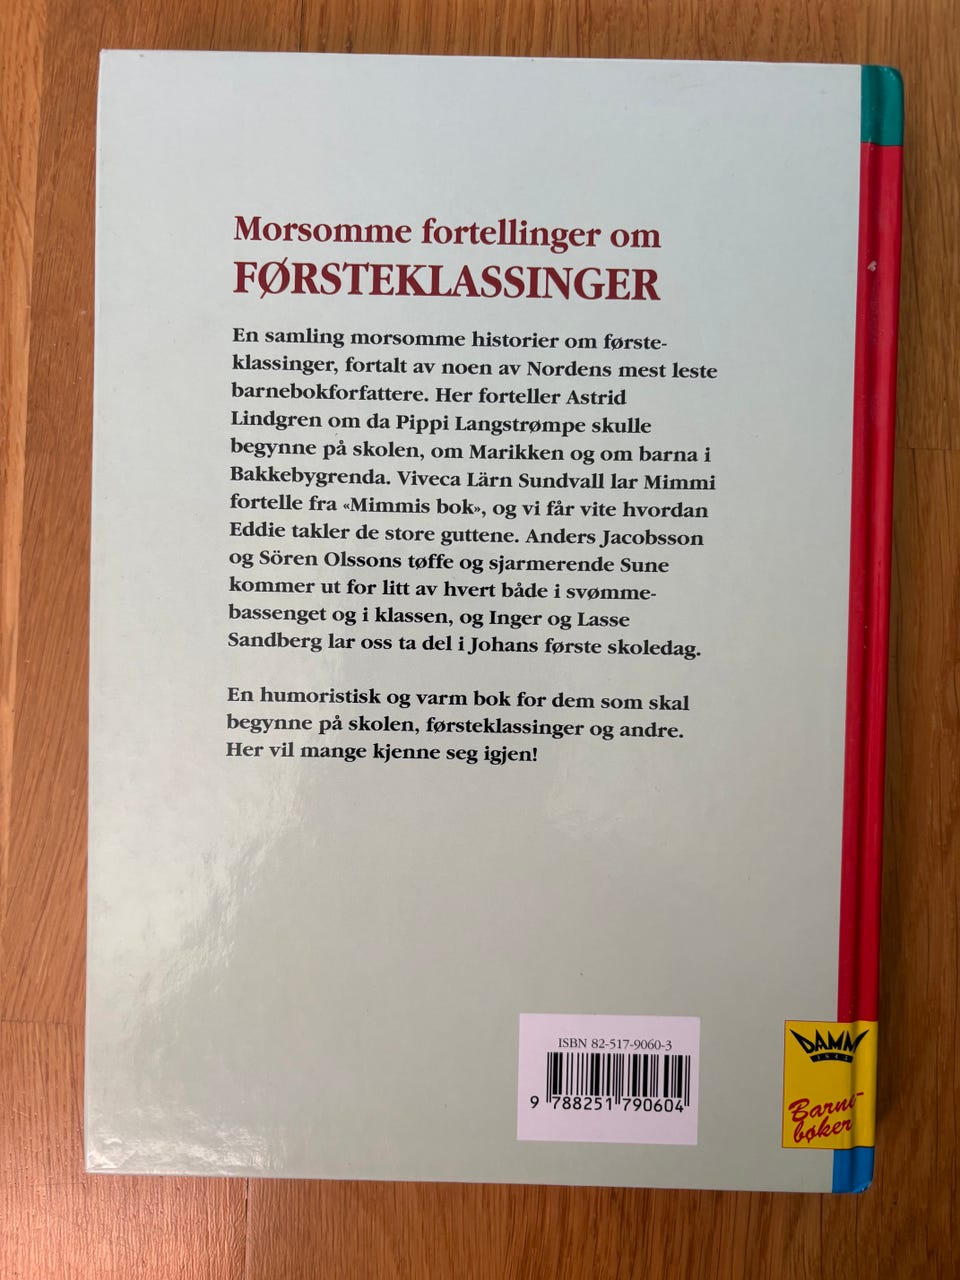 Morsomme fortellinger om
FØRSTEKLASSINGER
En samling morsomme historier om første-
klassinger, fortalt av noen av Nordens mest leste
barnebokforfattere. Her forteller Astrid
Lindgren om da Pippi Langstrømpe skulle
begynne på skolen, om Marikken og om barna i
Bakkebygrenda. Viveca Lärn Sundvall lar Mimmi
fortelle fra «Mimmis bok», og vi får vite hvordan
Eddie takler de store guttene. Anders Jacobsson
og Sören Olssons tøffe og sjarmerende Sune
kommer ut for litt av hvert både i svømme-
bassenget og i klassen, og Inger og Lasse
Sandberg lar oss ta del i Johans første skoledag.
En humoristisk og varm bok for dem som skal
begynne på skolen, førsteklassinger og andre.
Her vil mange kjenne seg igjen!
ISBN 82-517-9060-3
9 788251 790604
DAMM
1843
Barne-
bøker